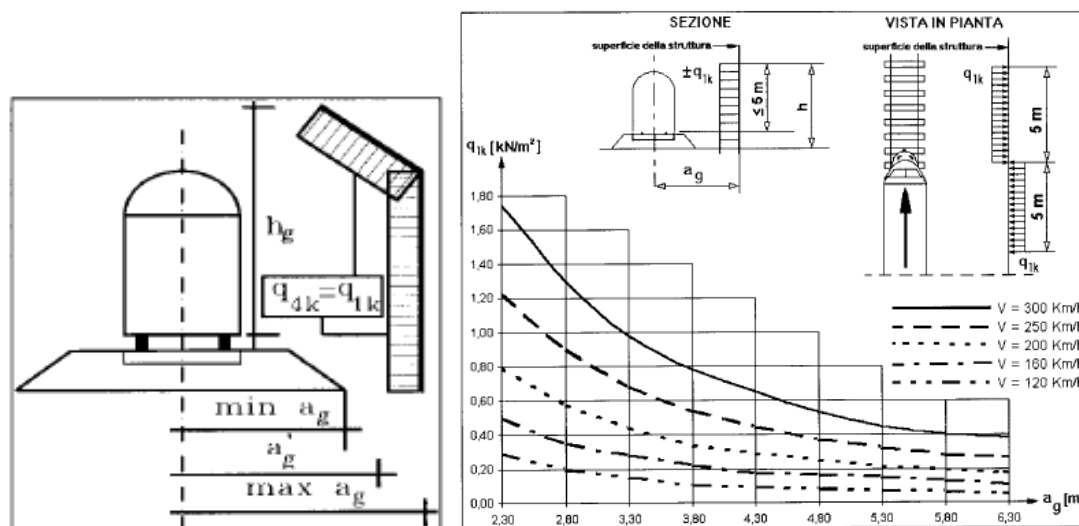 h_g
q_4k=q_1k
min a_g
a'_g
max a_g
SEZIONE
VISTA IN PIANTA
superficie della struttura
superficie della struttura
±q_1k
≤ 5 m
h
a_g
q_1k
5 m
5 m
q_1k
q_1k [kN/m²]
1,80
1,60
1,40
1,20
1,00
0,80
0,60
0,40
0,20
0,00
V = 300 Km/l
V = 250 Km/l
V = 200 Km/l
V = 160 Km/l
V = 120 Km/l
2,30
2,80
3,30
3,80
4,30
4,80
5,30
5,80
6,30
a_g [m